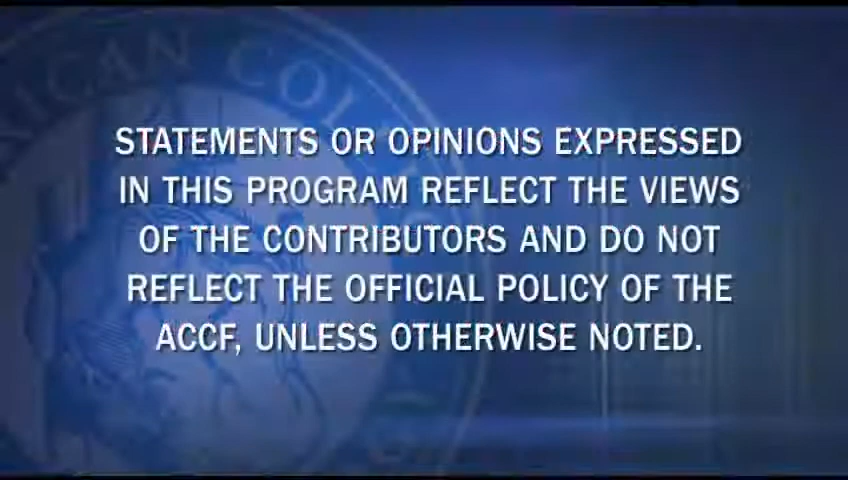 STATEMENTS OR OPINIONS EXPRESSED
IN THIS PROGRAM REFLECT THE VIEWS
OF THE CONTRIBUTORS AND DO NOT
REFLECT THE OFFICIAL POLICY OF THE
ACCF, UNLESS OTHERWISE NOTED.